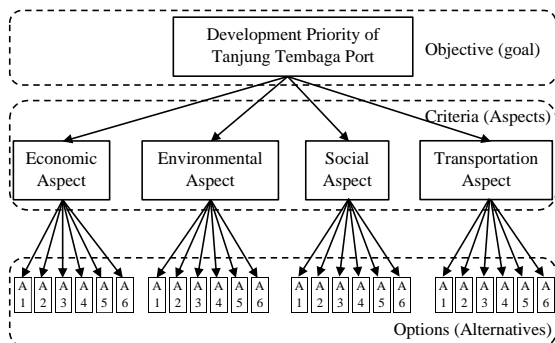 Development Priority of
Tanjung Tembaga Port
Objective (goal)
Criteria (Aspects)
Economic
Aspect
Environmental
Aspect
Social
Aspect
Transportation
Aspect
A A A A A A A A A A A A A A A A A A A A A A A A
1 2 3 4 5 6 1 2 3 4 5 6 1 2 3 4 5 6 1 2 3 4 5 6
Options (Alternatives)